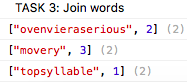 TASK 3: Join words
["ovenvieraserious", 2] (2)
["movery", 3] (2)
["topsyllable", 1] (2)